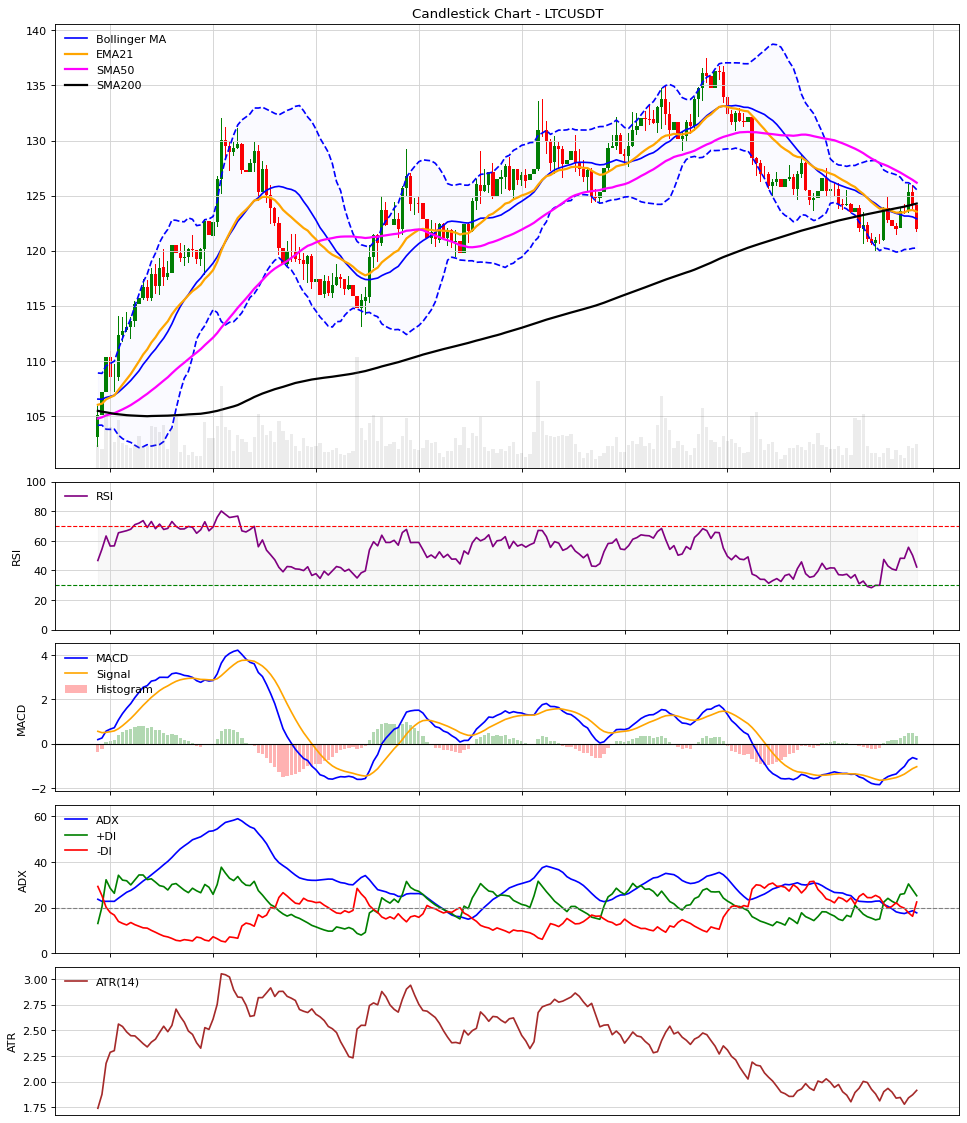 Candlestick Chart - LTCUSDT
Bollinger MA
EMA21
SMA50
SMA200
140
135
130
125
120
115
110
105
RSI
RSI
100
80
60
40
20
0
MACD
Signal
Histogram
MACD
4
2
0
−2
ADX
+DI
-DI
ADX
60
40
20
0
ATR(14)
ATR
3.00
2.75
2.50
2.25
2.00
1.75